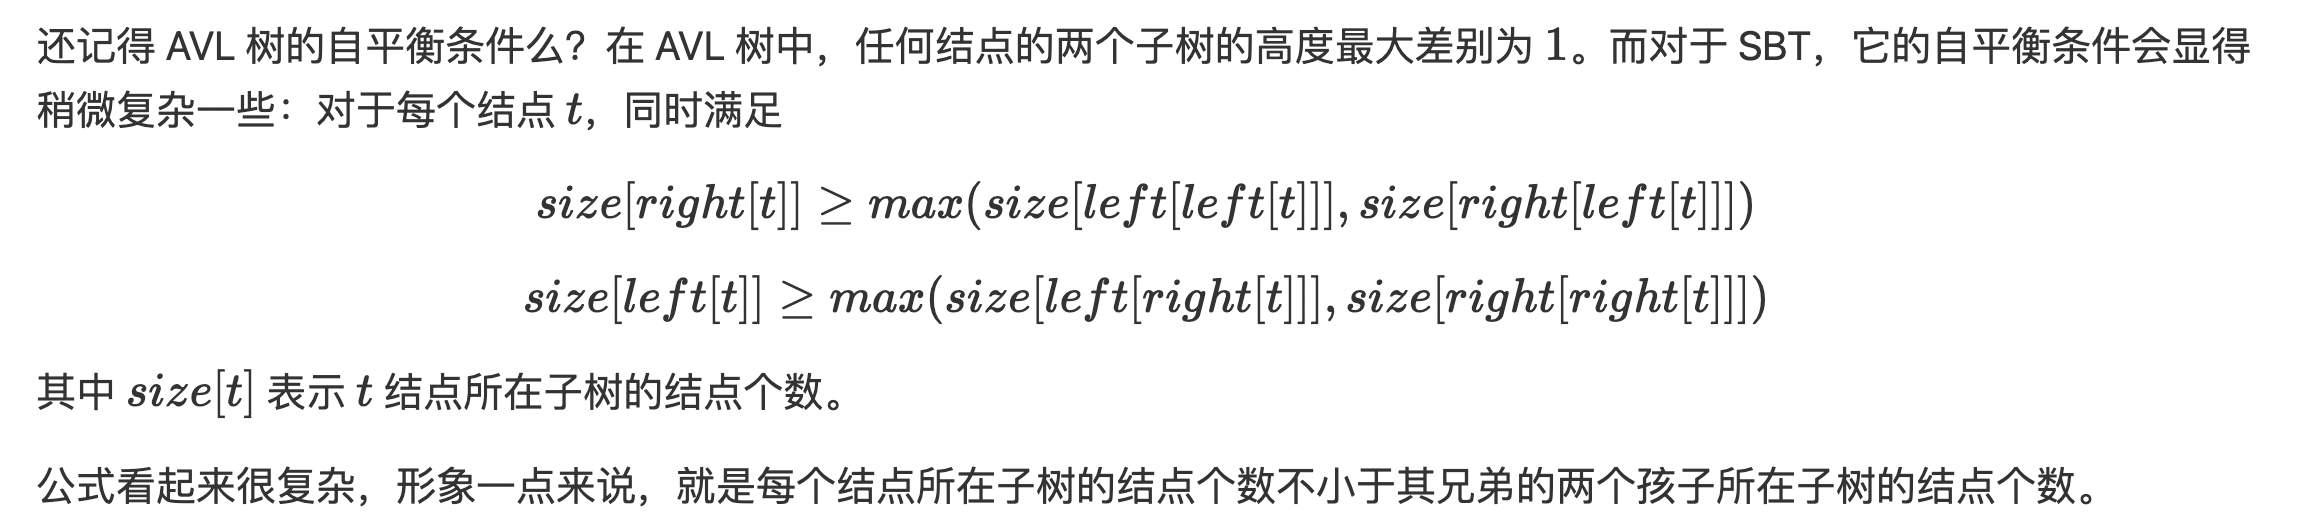 还记得 AVL 树的自平衡条件么？在 AVL 树中，任何结点的两个子树的高度最大差别为 1。而对于 SBT，它的自平衡条件会显得
稍微复杂一些：对于每个结点 t，同时满足
size[right[t]] ≥ max(size[left[left[t]]], size[right[left[t]]])
size[left[t]] ≥ max(size[left[right[t]]], size[right[right[t]]])
其中 size[t] 表示 t 结点所在子树的结点个数。
公式看起来很复杂，形象一点来说，就是每个结点所在子树的结点个数不小于其兄弟的两个孩子所在子树的结点个数。